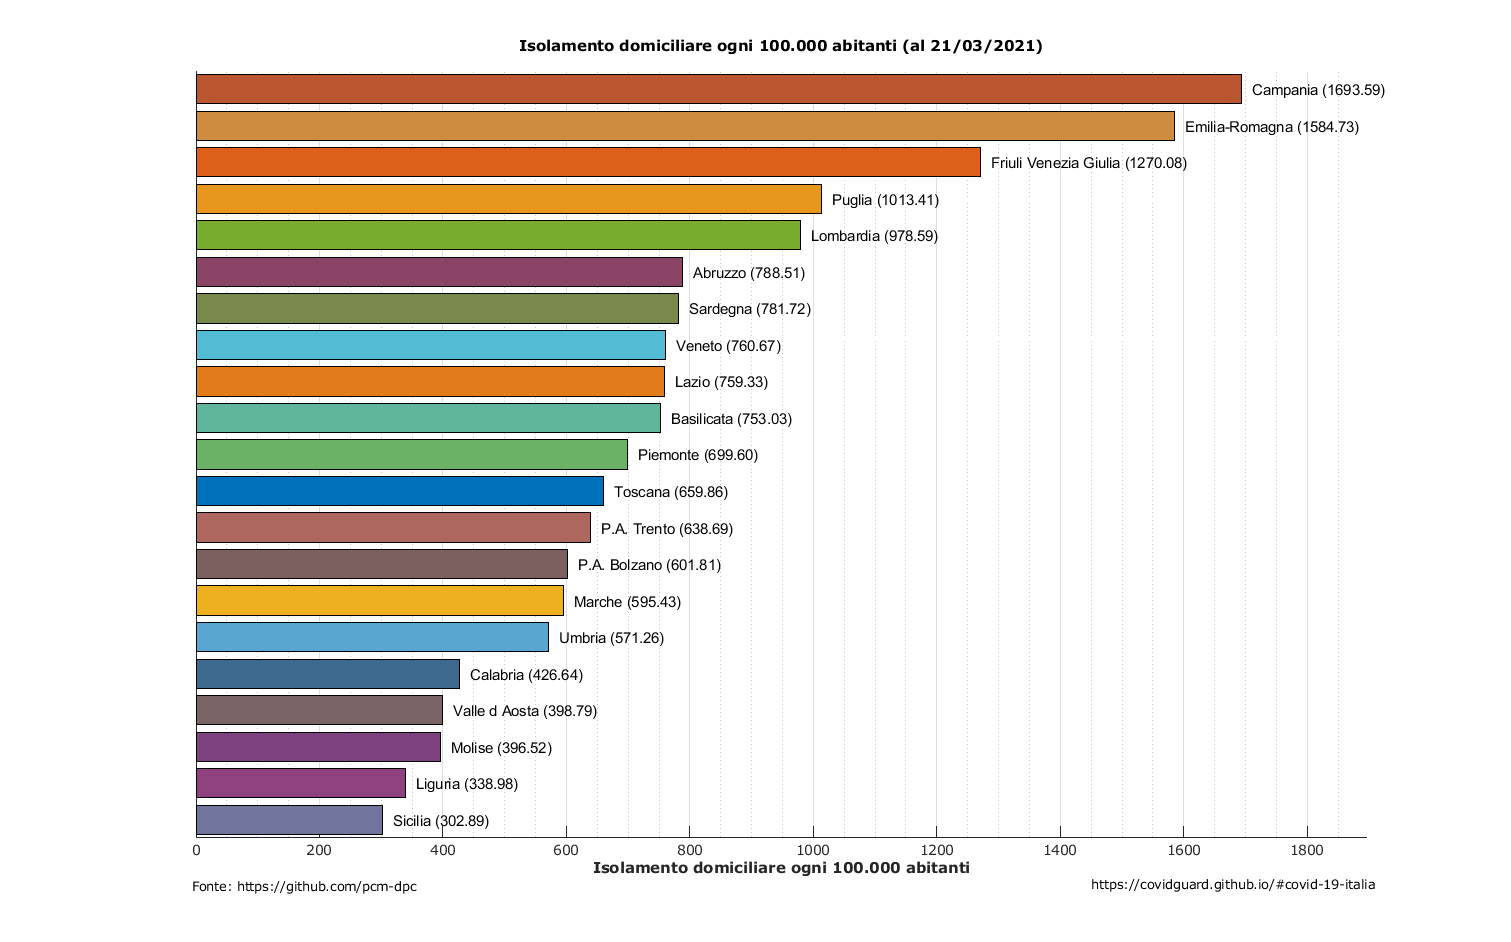 Isolamento domiciliare ogni 100.000 abitanti (al 21/03/2021)
Campania (1693.59)
Emilia-Romagna (1584.73)
Friuli Venezia Giulia (1270.08)
Puglia (1013.41)
Lombardia (978.59)
Abruzzo (788.51)
Sardegna (781.72)
Veneto (760.67)
Lazio (759.33)
Basilicata (753.03)
Piemonte (699.60)
Toscana (659.86)
P.A. Trento (638.69)
P.A. Bolzano (601.81)
Marche (595.43)
Umbria (571.26)
Calabria (426.64)
Valle d Aosta (398.79)
Molise (396.52)
Liguria (338.98)
Sicilia (302.89)
0 200 400 600 800 1000 1200 1400 1600 1800
Isolamento domiciliare ogni 100.000 abitanti
Fonte: https://github.com/pcm-dpc
https://covidguard.github.io/#covid-19-italia